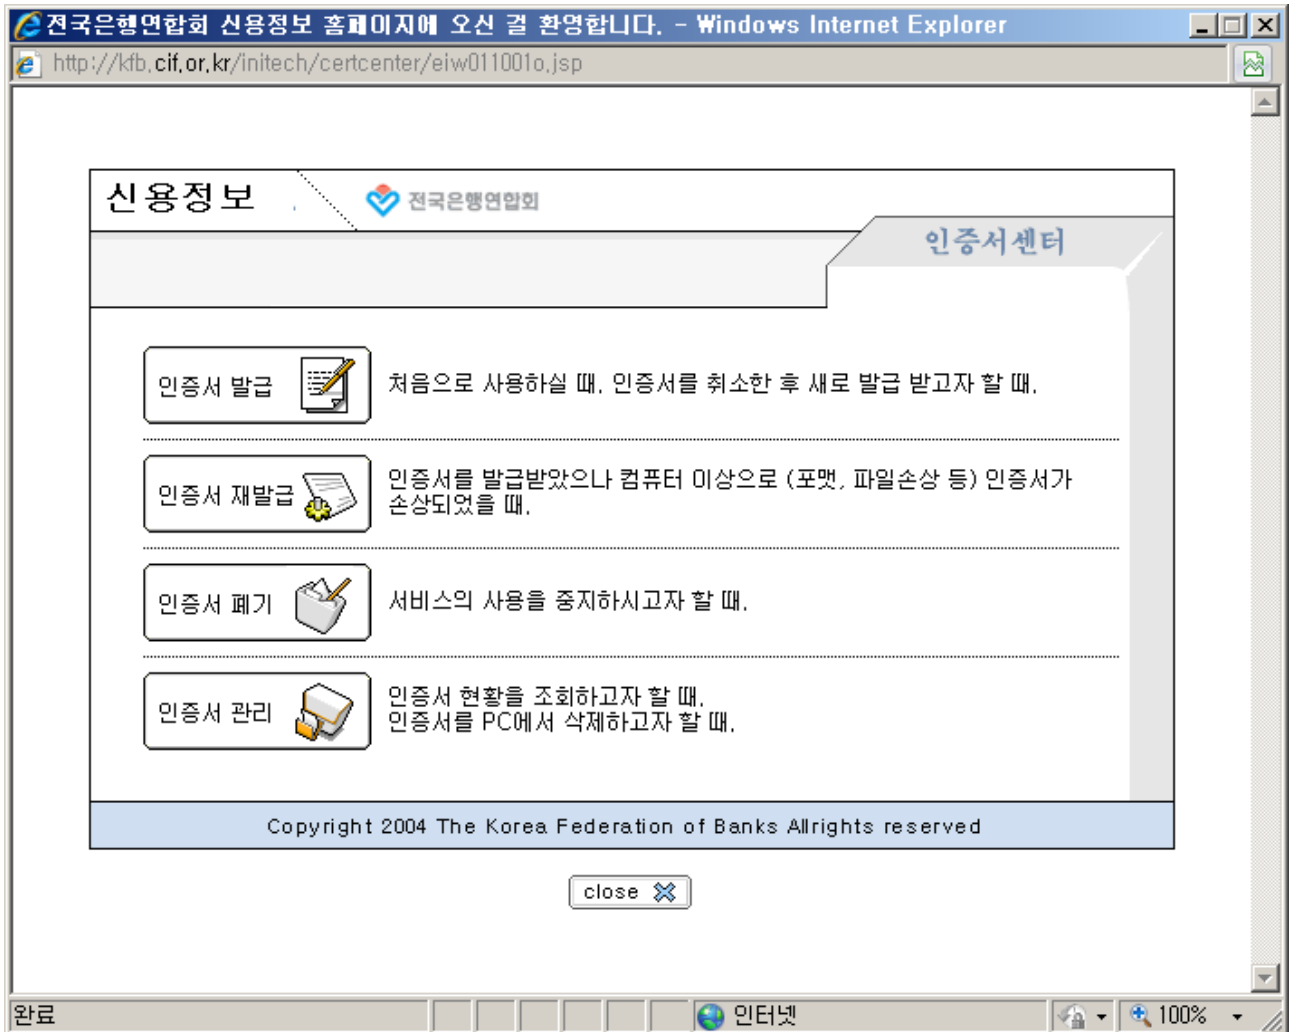 전국은행연합회 신용정보 홈페이지에 오신 걸 환영합니다. - Windows Internet Explorer
http://kfb.cif.or.kr/initech/certcenter/eiw011001o.jsp
신용정보
전국은행연합회
인증서센터
인증서 발급
처음으로 사용하실 때. 인증서를 취소한 후 새로 발급 받고자 할 때.
인증서 재발급
인증서를 발급받았으나 컴퓨터 이상으로 (포맷, 파일손상 등) 인증서가
손상되었을 때.
인증서 폐기
서비스의 사용을 중지하시고자 할 때.
인증서 관리
인증서 현황을 조회하고자 할 때.
인증서를 PC에서 삭제하고자 할 때.
Copyright 2004 The Korea Federation of Banks Allrights reserved
close
완료
인터넷
100%